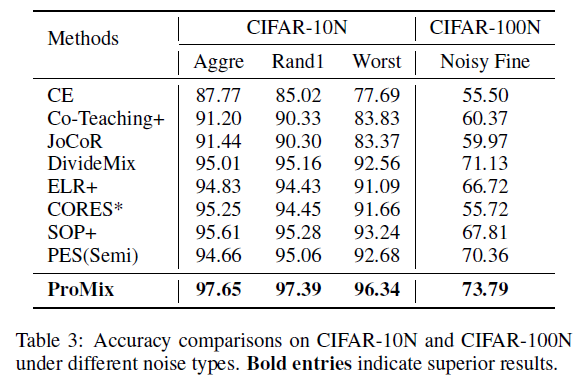 Methods CIFAR-10N CIFAR-100N
Aggre Rand1 Worst Noisy Fine
CE 87.77 85.02 77.69 55.50
Co-Teaching+ 91.20 90.33 83.83 60.37
JoCoR 91.44 90.30 83.37 59.97
DivideMix 95.01 95.16 92.56 71.13
ELR+ 94.83 94.43 91.09 66.72
CORES* 95.25 94.45 91.66 55.72
SOP+ 95.61 95.28 93.24 67.81
PES(Semi) 94.66 95.06 92.68 70.36
ProMix 97.65 97.39 96.34 73.79
Table 3: Accuracy comparisons on CIFAR-10N and CIFAR-100N
under different noise types. Bold entries indicate superior results.